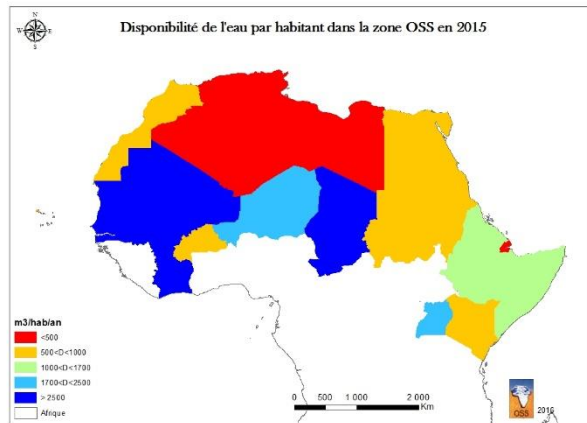 N
W E
S
Disponibilité de l'eau par habitant dans la zone OSS en 2015
m3/hab/an
<500
500<D<1000
1000<D<1700
1700<D<2500
> 2500
Afrique
0 500 1 000 2 000
Km
OSS 2016